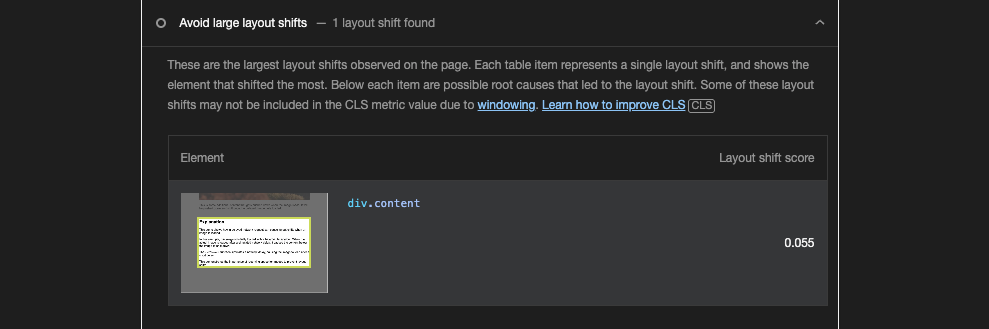 Avoid large layout shifts — 1 layout shift found
These are the largest layout shifts observed on the page. Each table item represents a single layout shift, and shows the
element that shifted the most. Below each item are possible root causes that led to the layout shift. Some of these layout
shifts may not be included in the CLS metric value due to windowing. Learn how to improve CLS CLS
Element Layout shift score
div.content
Explanation
0.055